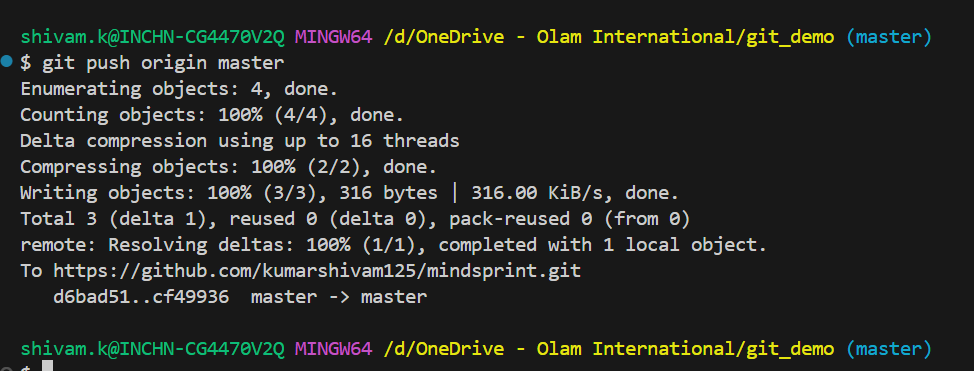 shivam.k@INCHN-CG4470V2Q MINGW64 /d/OneDrive - Olam International/git_demo (master)
$ git push origin master
Enumerating objects: 4, done.
Counting objects: 100% (4/4), done.
Delta compression using up to 16 threads
Compressing objects: 100% (2/2), done.
Writing objects: 100% (3/3), 316 bytes | 316.00 KiB/s, done.
Total 3 (delta 1), reused 0 (delta 0), pack-reused 0 (from 0)
remote: Resolving deltas: 100% (1/1), completed with 1 local object.
To https://github.com/kumarshivam125/mindsprint.git
   d6bad51..cf49936  master -> master
shivam.k@INCHN-CG4470V2Q MINGW64 /d/OneDrive - Olam International/git_demo (master)
$